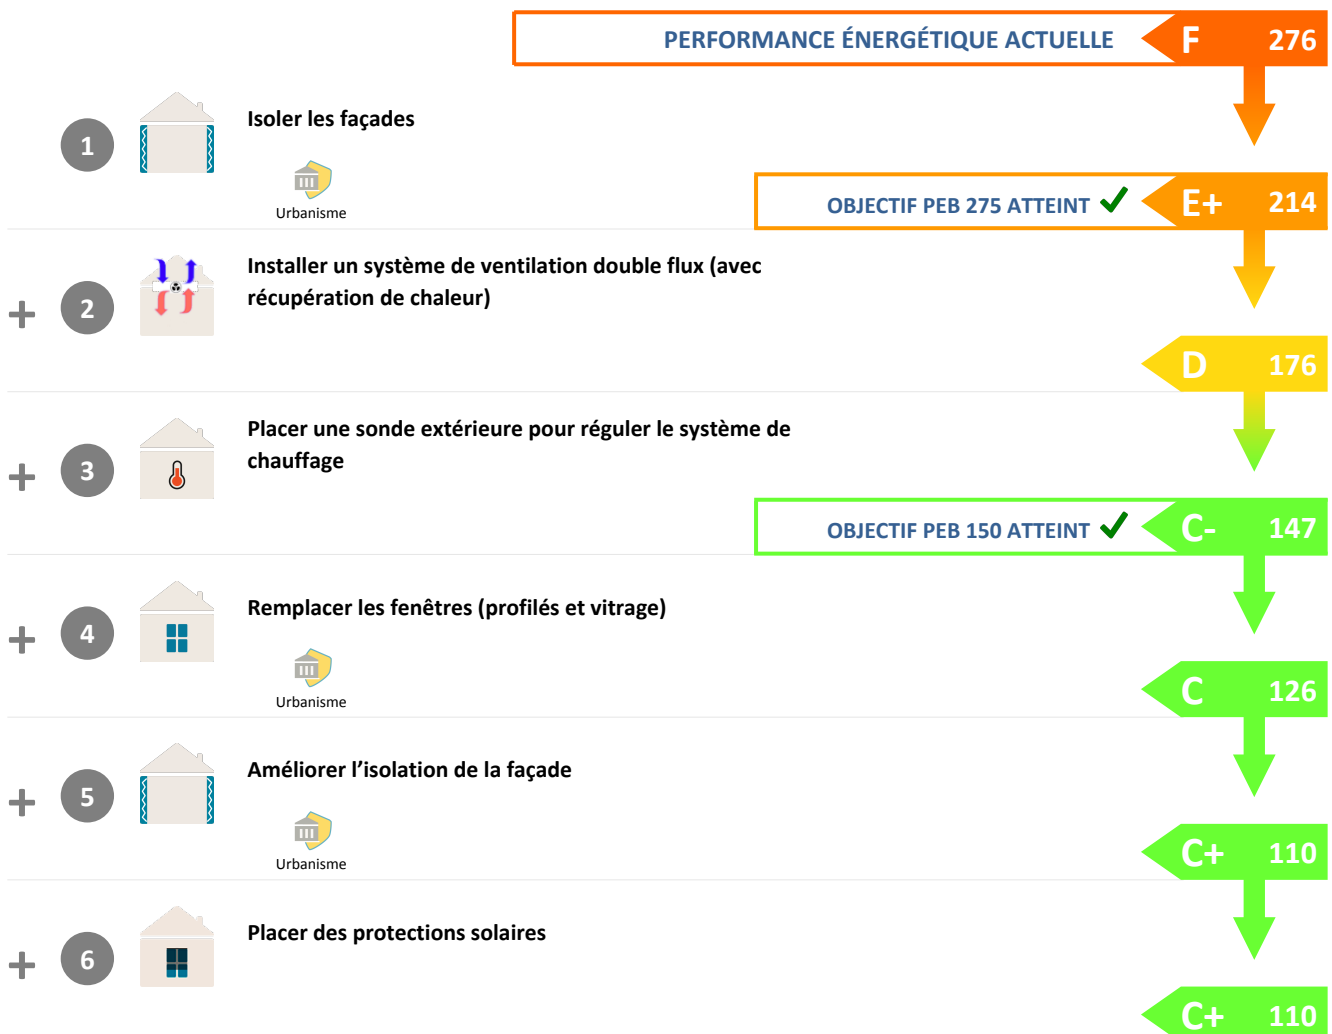 PERFORMANCE ÉNERGÉTIQUE ACTUELLE F 276
1 Isoler les façades
Urbanisme
OBJECTIF PEB 275 ATTEINT E+ 214
+ 2 Installer un système de ventilation double flux (avec
récupération de chaleur)
D 176
+ 3 Placer une sonde extérieure pour réguler le système de
chauffage
OBJECTIF PEB 150 ATTEINT C- 147
+ 4 Remplacer les fenêtres (profilés et vitrage)
Urbanisme
C 126
+ 5 Améliorer l’isolation de la façade
Urbanisme
C+ 110
+ 6 Placer des protections solaires
C+ 110